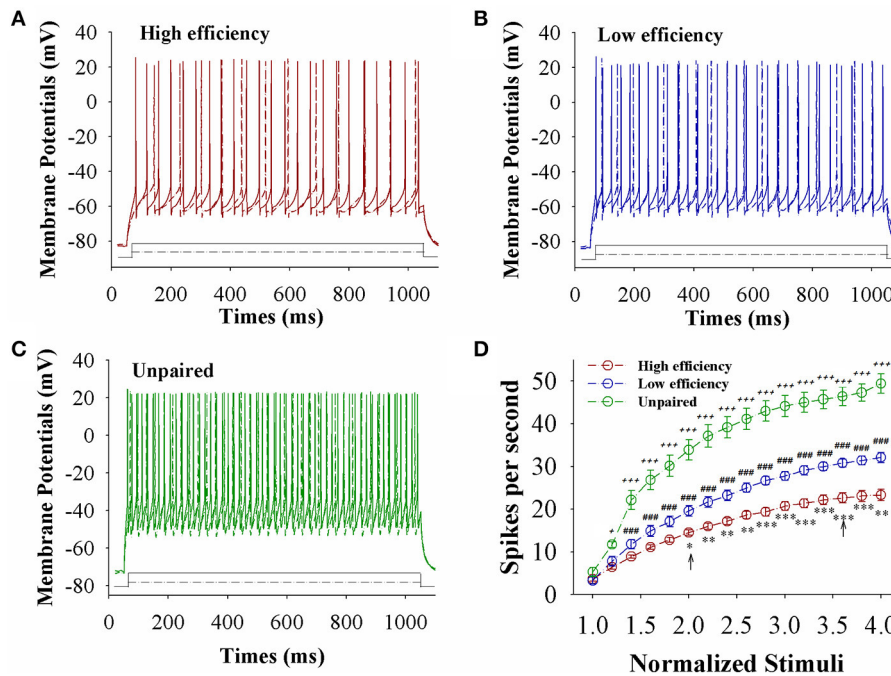 A
High efficiency
Membrane Potentials (mV)
40
20
0
-20
-40
-60
-80
0 200 400 600 800 1000
Times (ms)
B
Low efficiency
Membrane Potentials (mV)
40
20
0
-20
-40
-60
-80
0 200 400 600 800 1000
Times (ms)
C
Unpaired
Membrane Potentials (mV)
40
20
0
-20
-40
-60
-80
0 200 400 600 800 1000
Times (ms)
D
High efficiency
Low efficiency
Unpaired
Spikes per second
50
40
30
20
10
0
+ +++ +++ +++ +++ +++ +++ +++ +++ +++ +++ +++ +++ +++ +++
### ### ### ### ### ### ### ### ### ### ### ### ### ###
* ** ** ** *** *** *** *** *** *** **
1.0 1.5 2.0 2.5 3.0 3.5 4.0
Normalized Stimuli